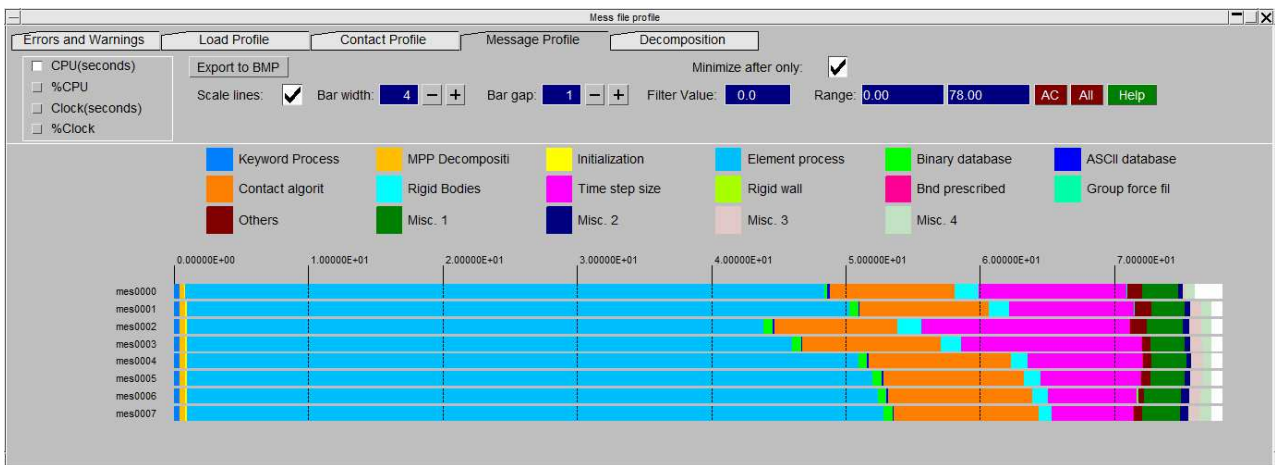 Mess file profile
Errors and Warnings Load Profile Contact Profile Message Profile Decomposition
CPU(seconds) Export to BMP Minimize after only:
%CPU
Scale lines: Bar width: 4 Bar gap: 1 Filter Value: 0.0 Range: 0.00 78.00 AC All Help
Clock(seconds)
%Clock
Keyword Process MPP Decompositi Initialization Element process Binary database ASCII database
Contact algorit Rigid Bodies Time step size Rigid wall Bnd prescribed Group force fil
Others Misc. 1 Misc. 2 Misc. 3 Misc. 4
0.00000E+00 1.00000E+01 2.00000E+01 3.00000E+01 4.00000E+01 5.00000E+01 6.00000E+01 7.00000E+01
mes0000
mes0001
mes0002
mes0003
mes0004
mes0005
mes0006
mes0007